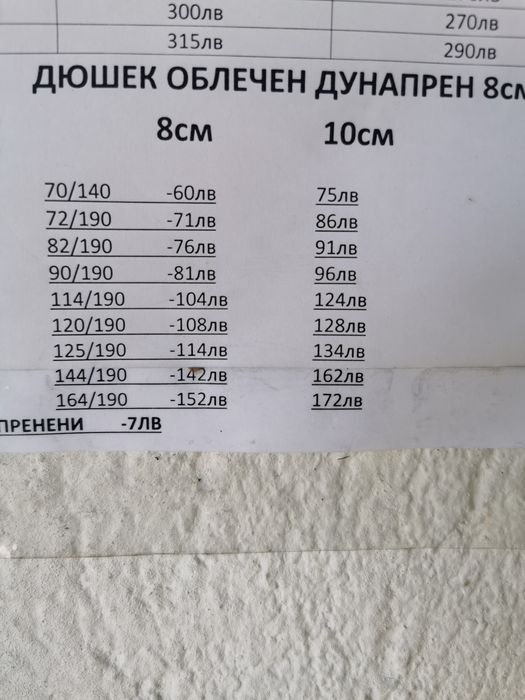 300лв 270лв
315лв 290лв
ДЮШЕК ОБЛЕЧЕН ДУНАПРЕН 8см
8см 10см
70/140 -60лв 75лв
72/190 -71лв 86лв
82/190 -76лв 91лв
90/190 -81лв 96лв
114/190 -104лв 124лв
120/190 -108лв 128лв
125/190 -114лв 134лв
144/190 -142лв 162лв
164/190 -152лв 172лв
ПРЕНЕНИ -7ЛВ